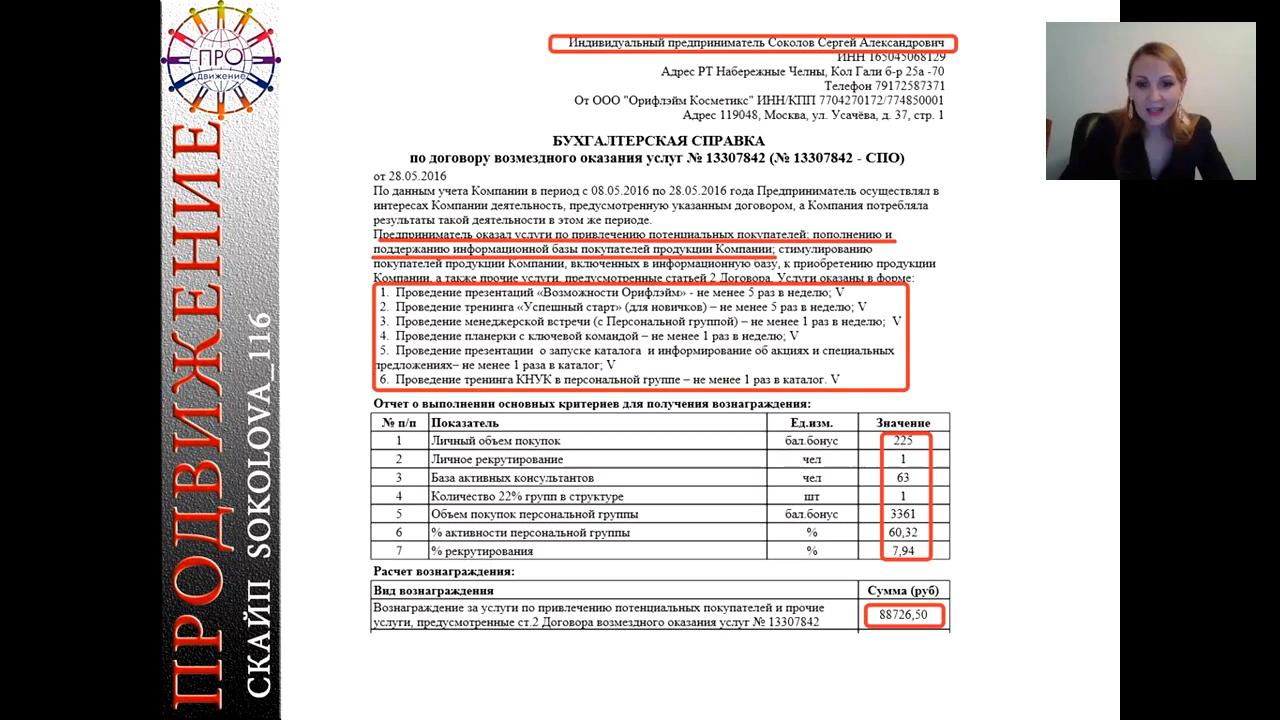 ПРО
движение
ПРОДВИЖЕНИЕ
СКАЙП SOKOLOVA_116
Индивидуальный предприниматель Соколов Сергей Александрович
ИНН 165045068129
Адрес РТ Набережные Челны, Кол Гали б-р 25а -70
Телефон 79172587371
От ООО "Орифлэйм Косметикс" ИНН/КПП 7704270172/774850001
Адрес 119048, Москва, ул. Усачёва, д. 37, стр. 1
БУХГАЛТЕРСКАЯ СПРАВКА
по договору возмездного оказания услуг № 13307842 (№ 13307842 - СПО)
от 28.05.2016
По данным учета Компании в период с 08.05.2016 по 28.05.2016 года Предприниматель осуществлял в
интересах Компании деятельность, предусмотренную указанным договором, а Компания потребляла
результаты такой деятельности в этом же периоде.
Предприниматель оказал услуги по привлечению потенциальных покупателей; пополнению и
поддержанию информационной базы покупателей продукции Компании; стимулированию
покупателей продукции Компании, включенных в информационную базу, к приобретению продукции
Компании, а также прочие услуги, предусмотренные статьей 2 Договора. Услуги оказаны в форме:
1. Проведение презентаций «Возможности Орифлэйм» - не менее 5 раз в неделю; V
2. Проведение тренинга «Успешный старт» (для новичков) – не менее 5 раз в неделю; V
3. Проведение менеджерской встречи (с Персональной группой) – не менее 1 раз в неделю; V
4. Проведение планерки с ключевой командой – не менее 1 раз в неделю; V
5. Проведение презентации о запуске каталога и информирование об акциях и специальных
предложениях– не менее 1 раза в каталог; V
6. Проведение тренинга КНУК в персональной группе – не менее 1 раз в каталог. V
Отчет о выполнении основных критериев для получения вознаграждения:
№ п/п Показатель Ед.изм. Значение
1 Личный объем покупок бал.бонус 225
2 Личное рекрутирование чел 1
3 База активных консультантов чел 63
4 Количество 22% групп в структуре шт 1
5 Объем покупок персональной группы бал.бонус 3361
6 % активности персональной группы % 60,32
7 % рекрутирования % 7,94
Расчет вознаграждения:
Вид вознаграждения Сумма (руб)
Вознаграждение за услуги по привлечению потенциальных покупателей и прочие
услуги, предусмотренные ст.2 Договора возмездного оказания услуг № 13307842 88726,50